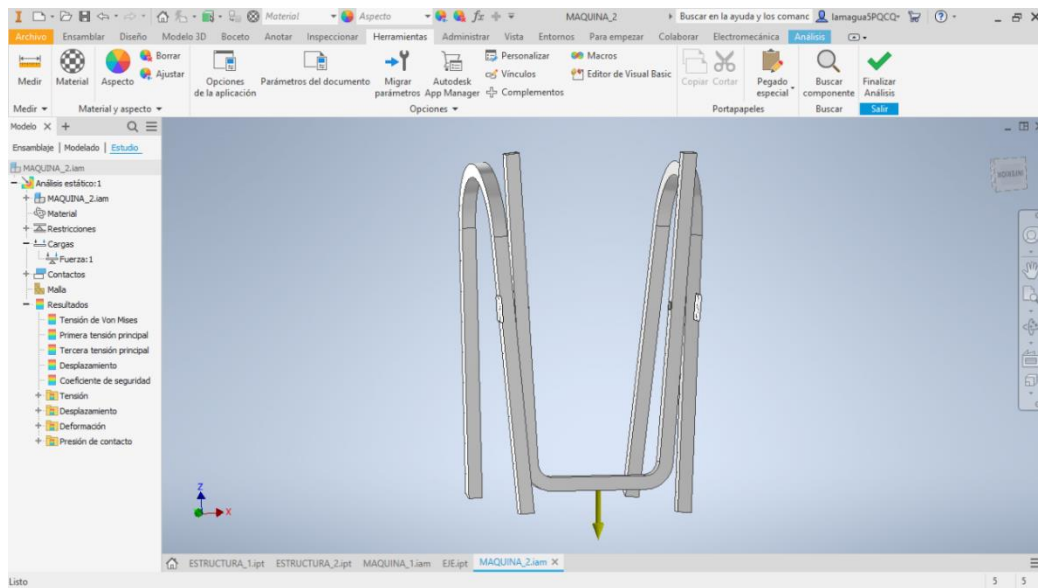 Material Aspecto MAQUINA_2 Buscar en la ayuda y los comanc lamagua5PQCQ-
Archivo Ensamblar Diseño Modelo 3D Boceto Anotar Inspeccionar Herramientas Administrar Vista Entornos Para empezar Colaborar Electromecánica Análisis
Medir
Material
Aspecto
Borrar
Ajustar
Opciones de la aplicación
Parámetros del documento
Migrar parámetros
Autodesk App Manager
Personalizar
Vínculos
Complementos
Macros
Editor de Visual Basic
Copiar
Cortar
Pegado especial
Buscar componente
Finalizar Análisis
Medir Material y aspecto Opciones Portapapeles Buscar Salir
Modelo
Ensamblaje | Modelado | Estudio
MAQUINA_2.iam
Análisis estático:1
MAQUINA_2.iam
Material
Restricciones
Cargas
Fuerza:1
Contactos
Malla
Resultados
Tensión de Von Mises
Primera tensión principal
Tercera tensión principal
Desplazamiento
Coeficiente de seguridad
Tensión
Desplazamiento
Deformación
Presión de contacto
Z
X
ESTRUCTURA_1.ipt ESTRUCTURA_2.ipt MAQUINA_1.iam EJE.ipt MAQUINA_2.iam
Listo 5 5